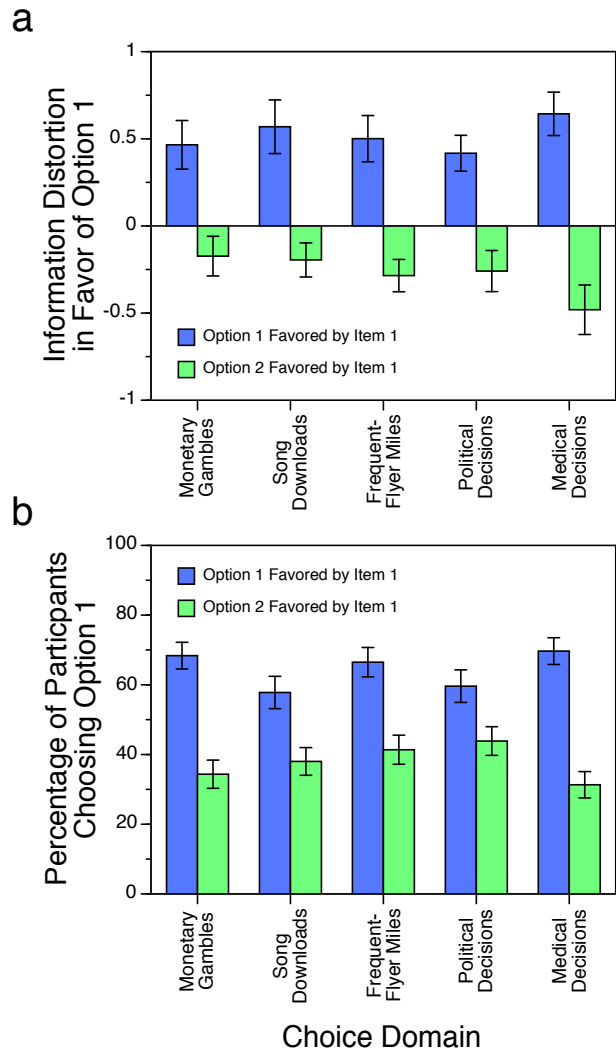 a
Information Distortion
in Favor of Option 1
1
0.5
0
-0.5
-1
Option 1 Favored by Item 1
Option 2 Favored by Item 1
Monetary
Gambles
Song
Downloads
Frequent-
Flyer Miles
Political
Decisions
Medical
Decisions
b
Percentage of Particpants
Choosing Option 1
100
80
60
40
20
0
Option 1 Favored by Item 1
Option 2 Favored by Item 1
Monetary
Gambles
Song
Downloads
Frequent-
Flyer Miles
Political
Decisions
Medical
Decisions
Choice Domain